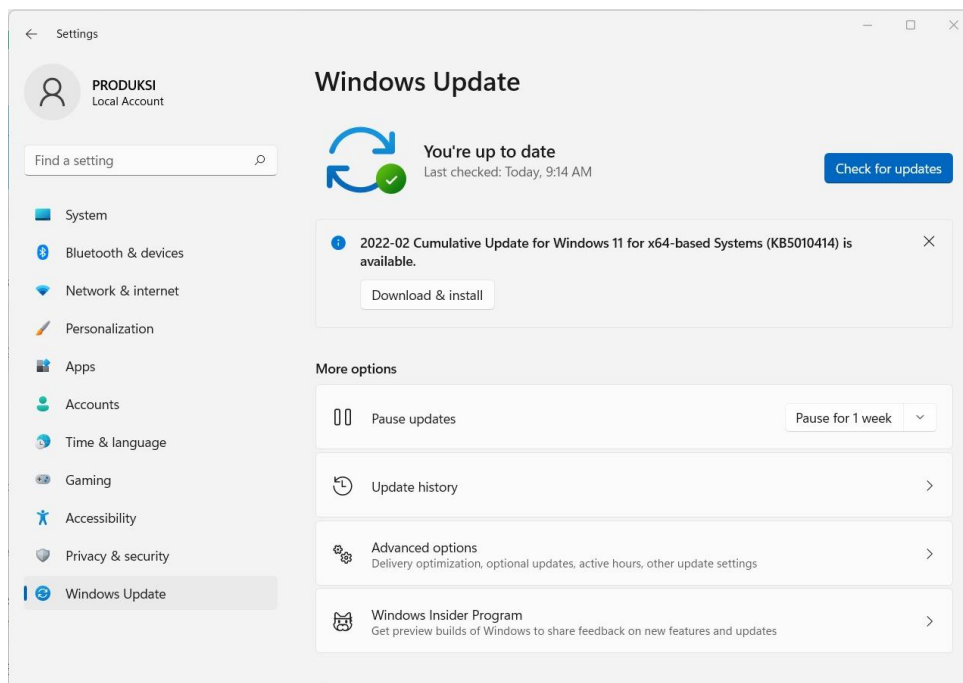 Settings
PRODUKSI
Local Account
Find a setting
System
Bluetooth & devices
Network & internet
Personalization
Apps
Accounts
Time & language
Gaming
Accessibility
Privacy & security
Windows Update
Windows Update
You're up to date
Last checked: Today, 9:14 AM
Check for updates
2022-02 Cumulative Update for Windows 11 for x64-based Systems (KB5010414) is
available.
Download & install
More options
Pause updates
Pause for 1 week
Update history
Advanced options
Delivery optimization, optional updates, active hours, other update settings
Windows Insider Program
Get preview builds of Windows to share feedback on new features and updates